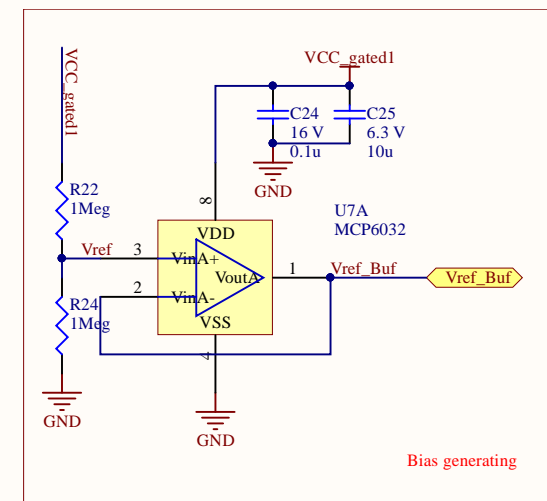 VCC_gated1
VCC_gated1
C24
16 V
0.1u
C25
6.3 V
10u
GND
R22
1Meg
U7A
MCP6032
8
VDD
Vref
3
VinA+
VoutA
1
Vref_Buf
Vref_Buf
2
VinA-
R24
1Meg
VSS
4
GND
GND
Bias generating